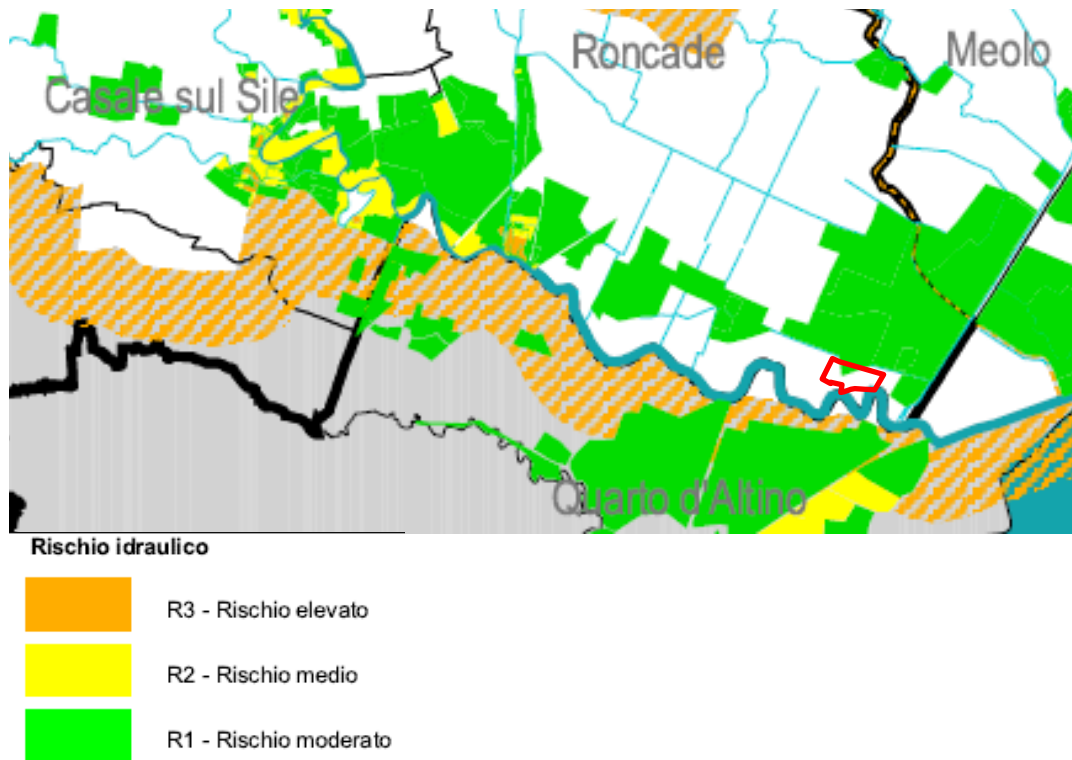 Roncade
Meolo
Casale sul Sile
Quarto d'Altino
Rischio idraulico
R3 - Rischio elevato
R2 - Rischio medio
R1 - Rischio moderato